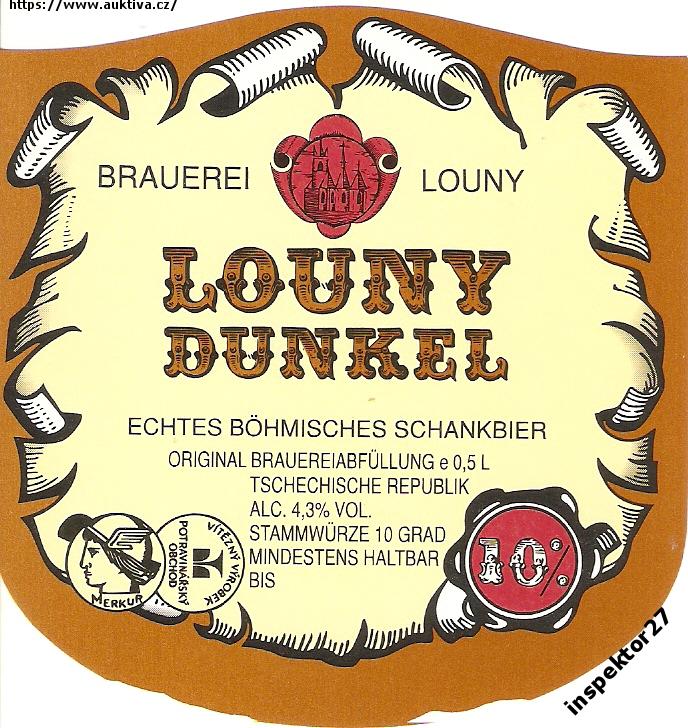 https://www.auktiva.cz/
BRAUEREI LOUNY
LOUNY
DUNKEL
ECHTES BÖHMISCHES SCHANKBIER
ORIGINAL BRAUEREIABFÜLLUNG e 0,5 L
TSCHECHISCHE REPUBLIK
ALC. 4,3% VOL.
STAMMWÜRZE 10 GRAD
MINDESTENS HALTBAR
BIS
MERKUR
VÍTĚZNÝ VÝROBEK
POTRAVINÁŘSKÝ
OBCHOD
10%
inspektor27